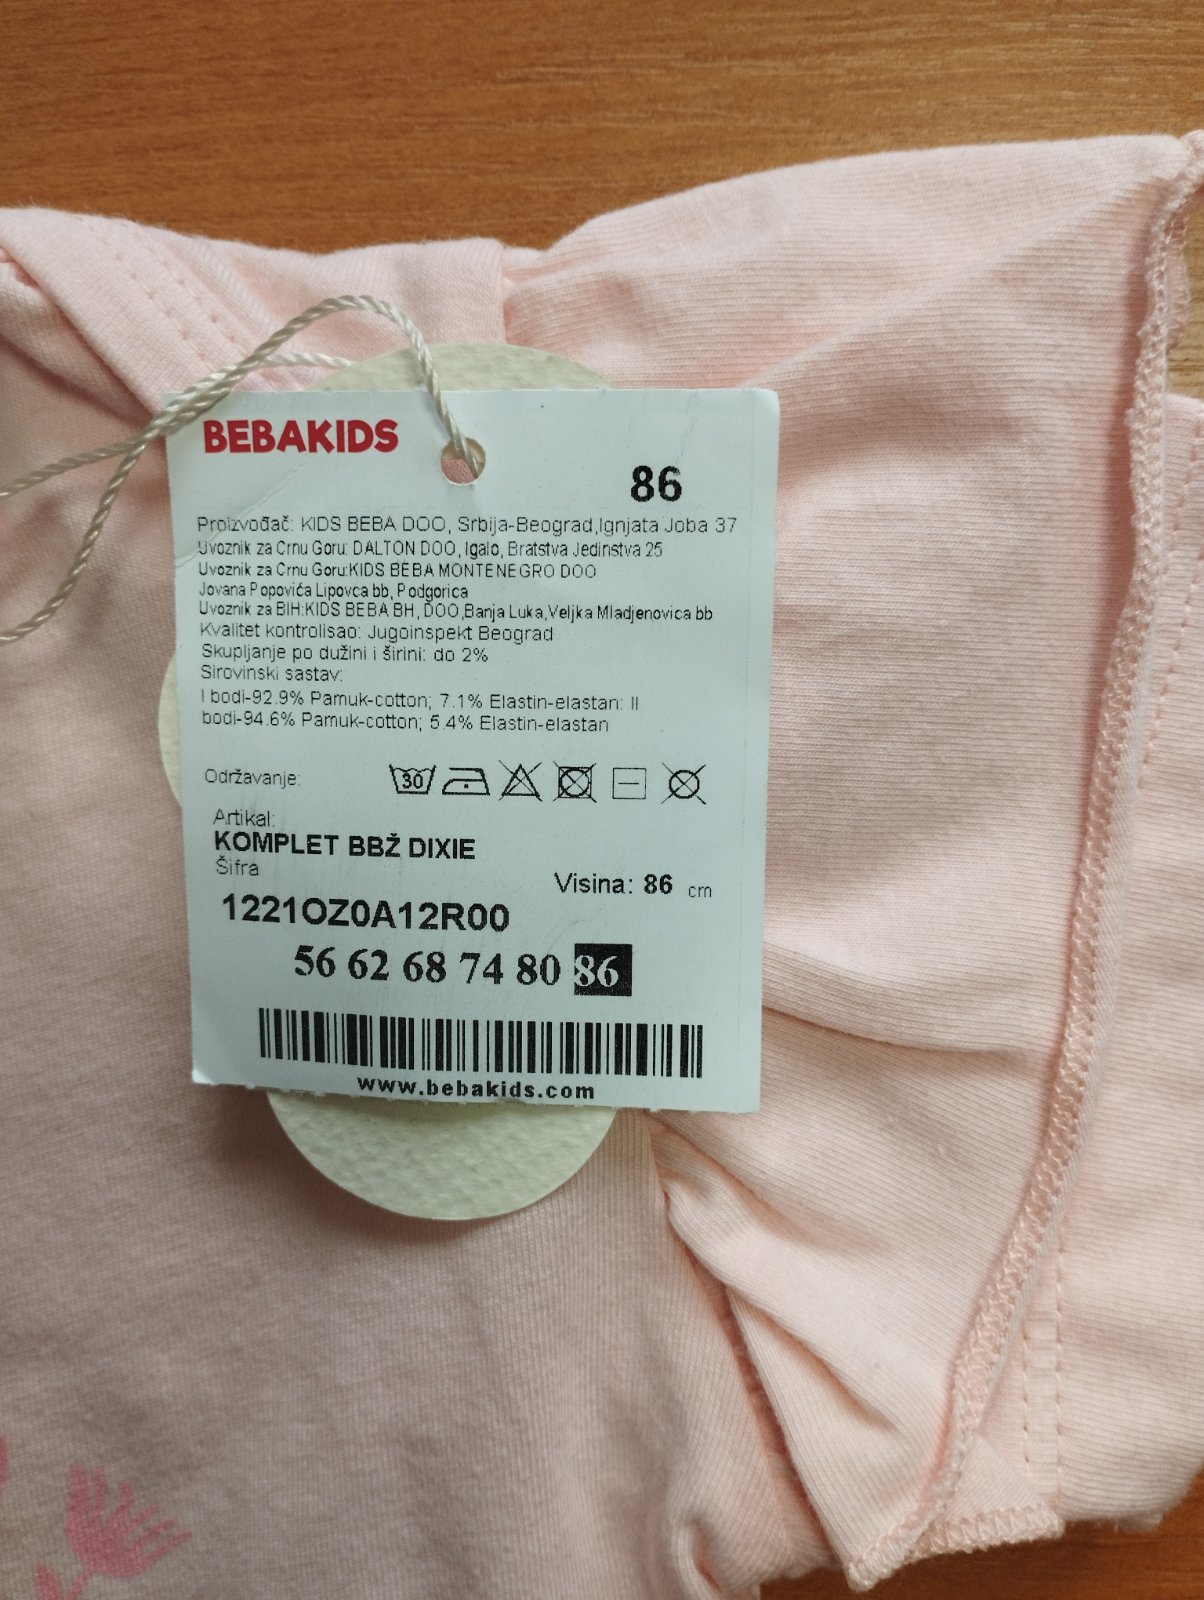 BEBAKIDS
86
Proizvođač: KIDS BEBA DOO, Srbija-Beograd,Ignjata Joba 37
Uvoznik za Crnu Goru: DALTON DOO, Igalo, Bratstva Jedinstva 25
Uvoznik za Crnu Goru:KIDS BEBA MONTENEGRO DOO
Jovana Popovića Lipovca bb, Podgorica
Uvoznik za BIH:KIDS BEBA BH, DOO,Banja Luka,Veljka Mladjenovica bb
Kvalitet kontrolisao: Jugoinspekt Beograd
Skupljanje po dužini i širini: do 2%
Sirovinski sastav:
I bodi-92.9% Pamuk-cotton; 7.1% Elastin-elastan: II
bodi-94.6% Pamuk-cotton; 5.4% Elastin-elastan
Održavanje: 30
Artikal:
KOMPLET BBŽ DIXIE
Šifra
Visina: 86 cm
1221OZ0A12R00
56 62 68 74 80 86
www.bebakids.com